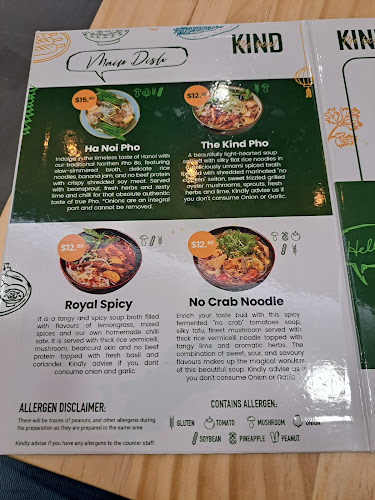 KIND
Main Dish
$15.
$12.
Ha Noi Pho
Indulge in the timeless taste of Hanoi with
our traditional Northen Pho Bo, featuring
slow-simmered broth, delicate rice
noodles, banana jam, and no beef protein
with crispy shredded soy meat. Served
with beansprout, fresh herbs and zesty
lime and chilli for that absolute authentic
taste of true Pho. *Onions are an integral
part and cannot be removed.
The Kind Pho
A beautifully light-hearted soup
with silky flat rice noodles in
umami spiced broth
with shredded marinated "no
chicken" seitan, sweet frizzled grilled
oyster mushrooms, sprouts, fresh
herbs and lime. Kindly advise us if
you don't consume Onion or Garlic.
$12.80
$12.80
Royal Spicy
It is a tangy and spicy soup broth filled
with flavours of lemongrass, mixed
spices and our own homemade chilli
sate. It is served with thick rice vermicelli,
mushroom, beancurd skin and no beef
protein topped with fresh basil and
coriander. Kindly advise if you dont
consume onion and garlic
No Crab Noodle
Enrich your taste bud with this spicy
fermented "no crab" tomatoes soup,
silky tofu, finest mushroom served with
thick rice vermicelli noodle topped with
tangy lime and aromatic herbs. The
combination of sweet, sour, and savoury
flavours makes up the magical wonders
of this beautiful soup. Kindly advise us if
you don't consume Onion or Garlic
ALLERGEN DISCLAIMER:
There will be traces of peanuts, and other allergens during
the preparation as they are prepared in the same area
Kindly advise if you have any allergens to the counter staff
CONTAINS ALLERGEN:
GLUTEN TOMATO MUSHROOM ONION
SOYBEAN PINEAPPLE PEANUT
KIN
Hell